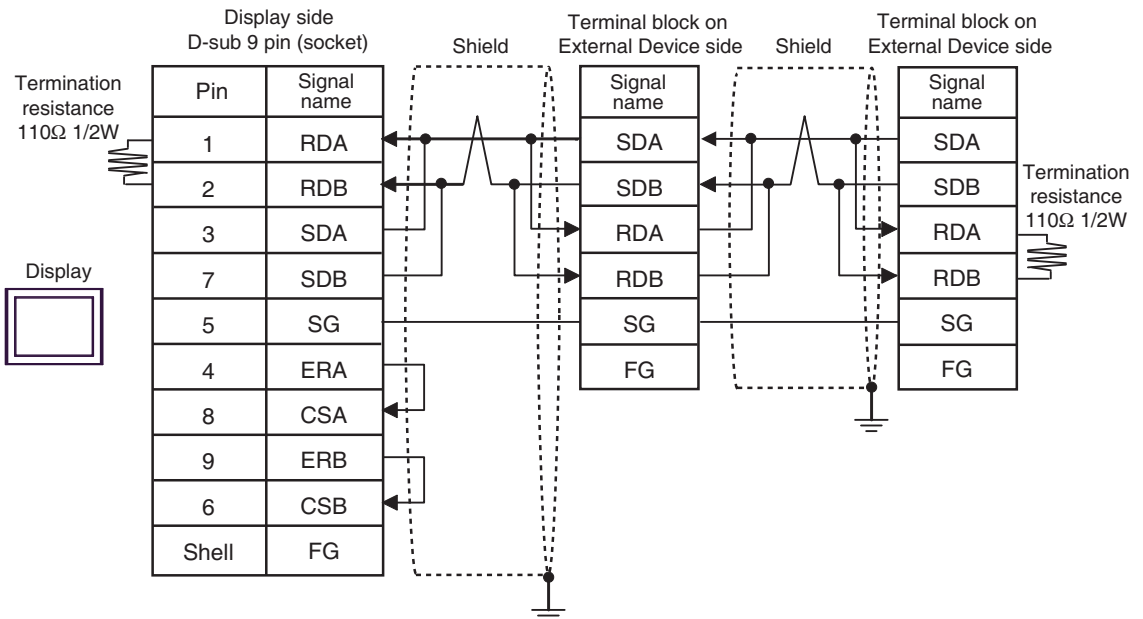 Display side
D-sub 9 pin (socket)
Shield
Terminal block on
External Device side
Shield
Terminal block on
External Device side
Termination
resistance
110Ω 1/2W
Pin
Signal
name
1
RDA
2
RDB
3
SDA
7
SDB
5
SG
4
ERA
8
CSA
9
ERB
6
CSB
Shell
FG
Display
Signal
name
SDA
SDB
RDA
RDB
SG
FG
Signal
name
SDA
SDB
RDA
RDB
SG
FG
Termination
resistance
110Ω 1/2W